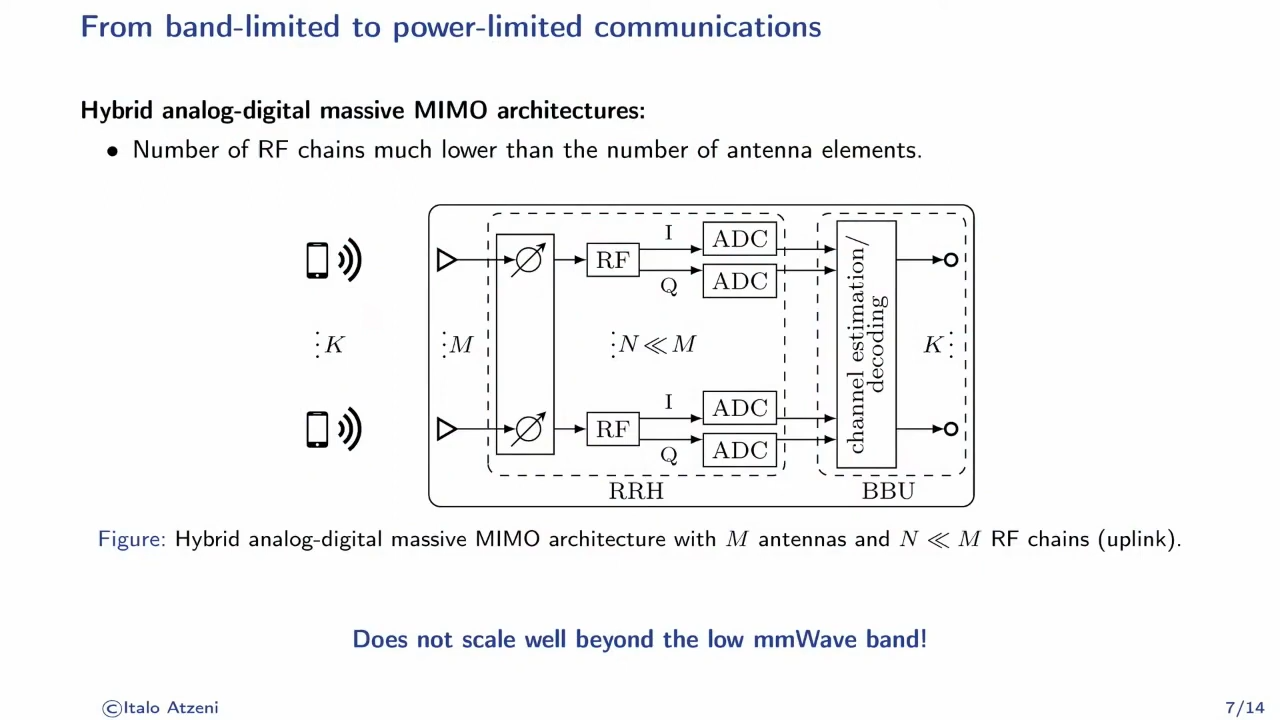 From band-limited to power-limited communications
Hybrid analog-digital massive MIMO architectures:
• Number of RF chains much lower than the number of antenna elements.
I
ADC
RF
Q
ADC
⋮K
⋮M
⋮N ≪ M
channel estimation/
decoding
K⋮
I
ADC
RF
Q
ADC
RRH
BBU
Figure: Hybrid analog-digital massive MIMO architecture with M antennas and N ≪ M RF chains (uplink).
Does not scale well beyond the low mmWave band!
©Italo Atzeni
7/14